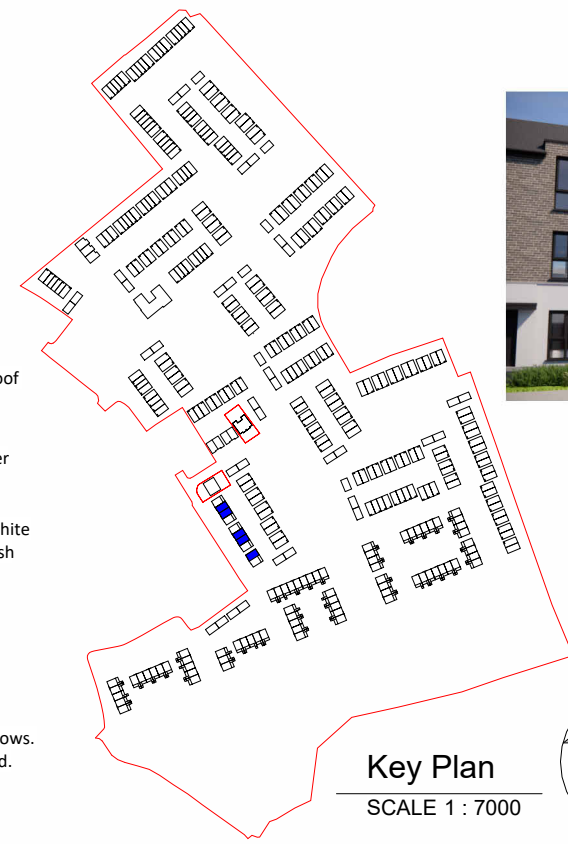 oof
er
hite
sh
ows.
d.
Key Plan
SCALE 1 : 7000